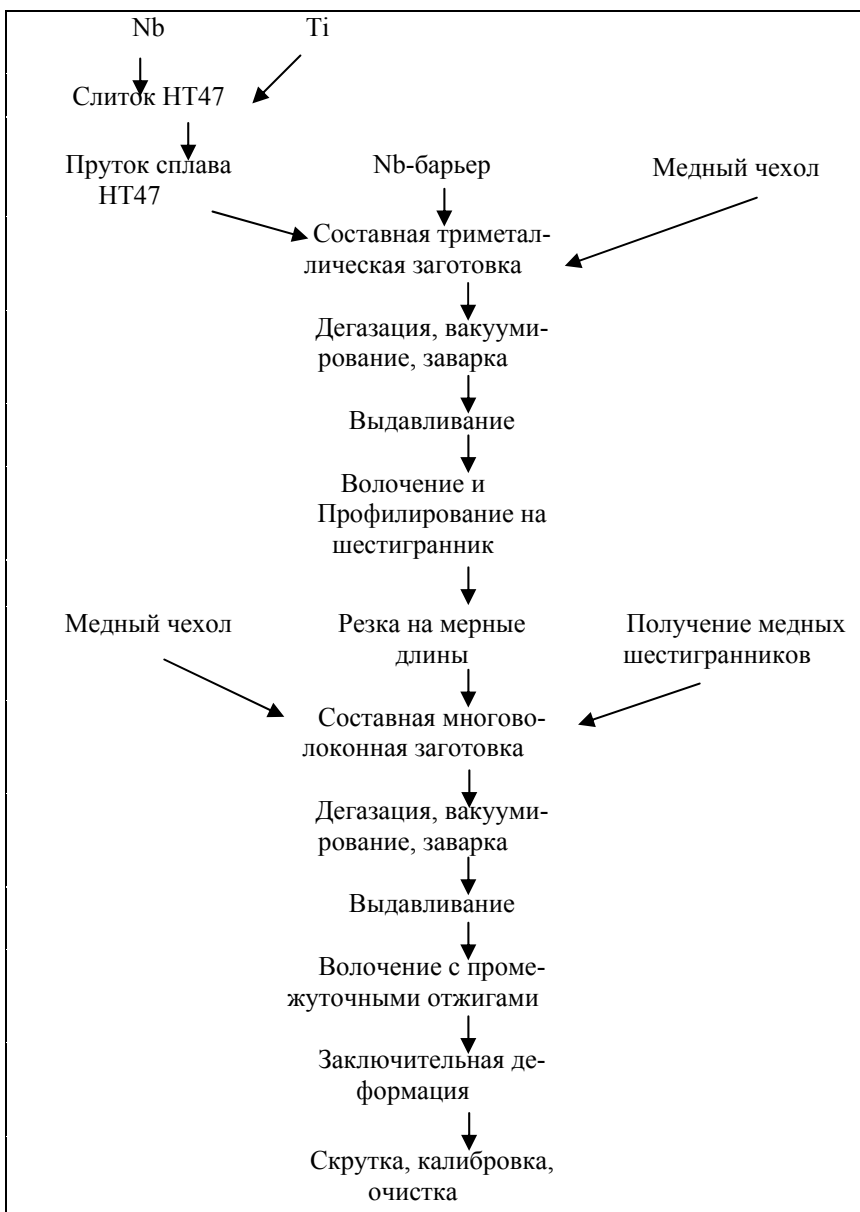 Nb Ti
Слиток НТ47
Пруток сплава
НТ47
Nb-барьер
Медный чехол
Составная триметал-
лическая заготовка
Дегазация, вакууми-
рование, заварка
Выдавливание
Волочение и
Профилирование на
шестигранник
Медный чехол
Резка на мерные
длины
Получение медных
шестигранников
Составная многово-
локонная заготовка
Дегазация, вакууми-
рование, заварка
Выдавливание
Волочение с проме-
жуточными отжигами
Заключительная де-
формация
Скрутка, калибровка,
очистка